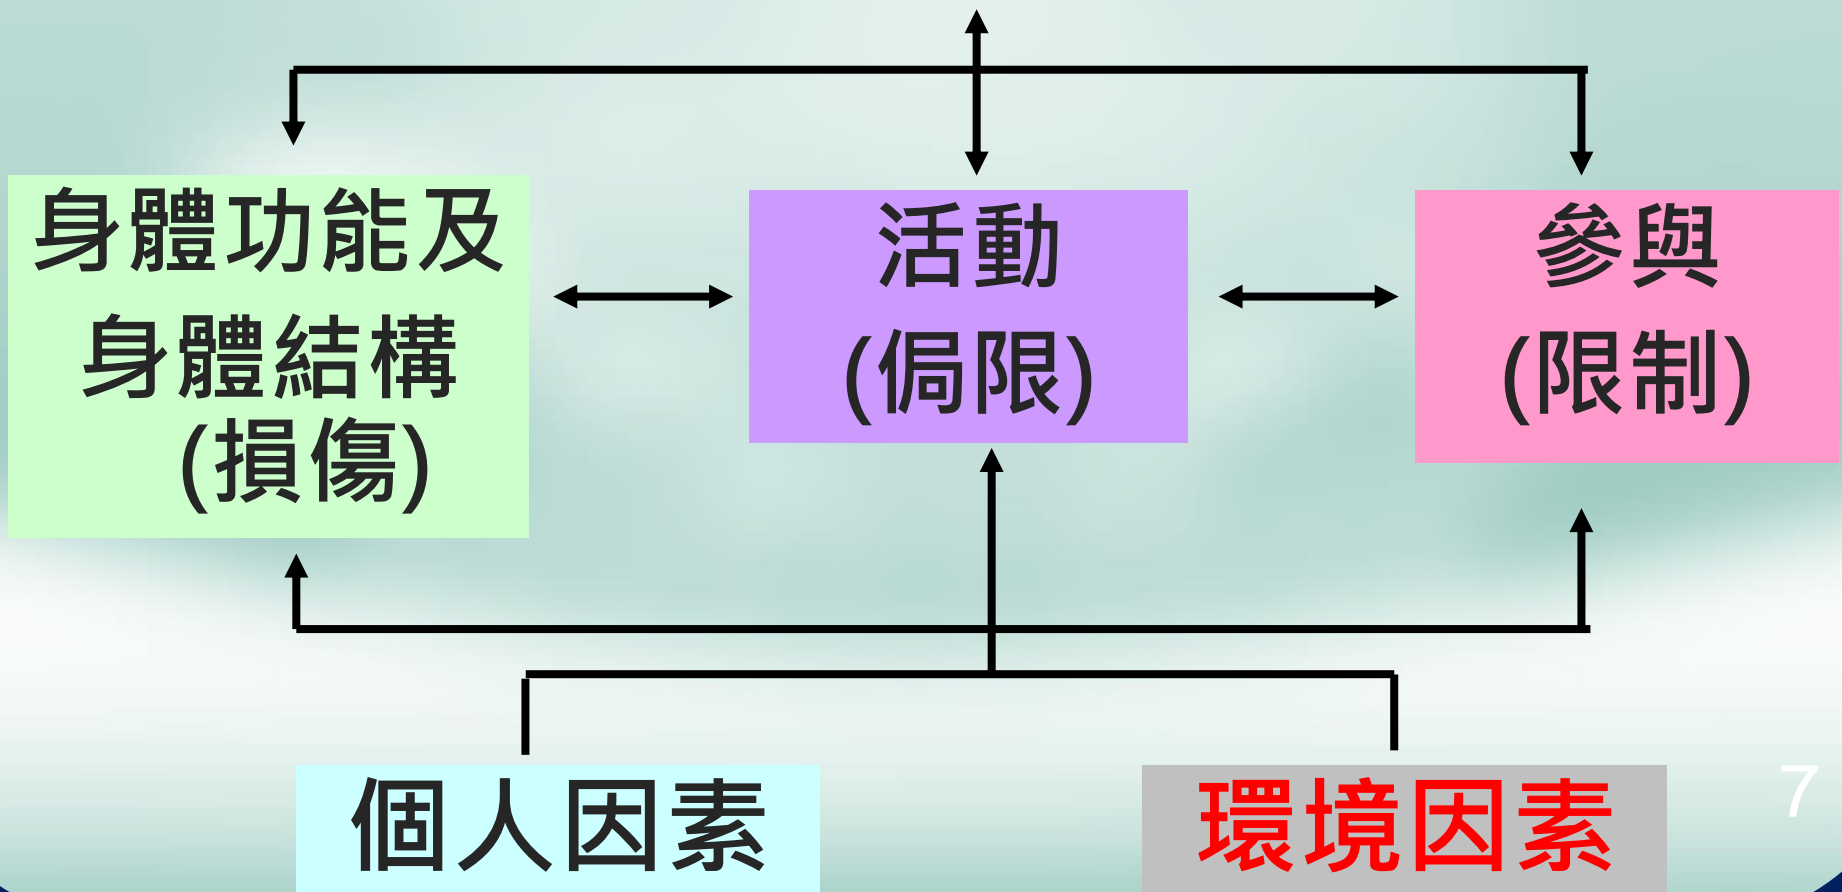 身體功能及
身體結構
(損傷)
活動
(侷限)
參與
(限制)
個人因素
環境因素
7